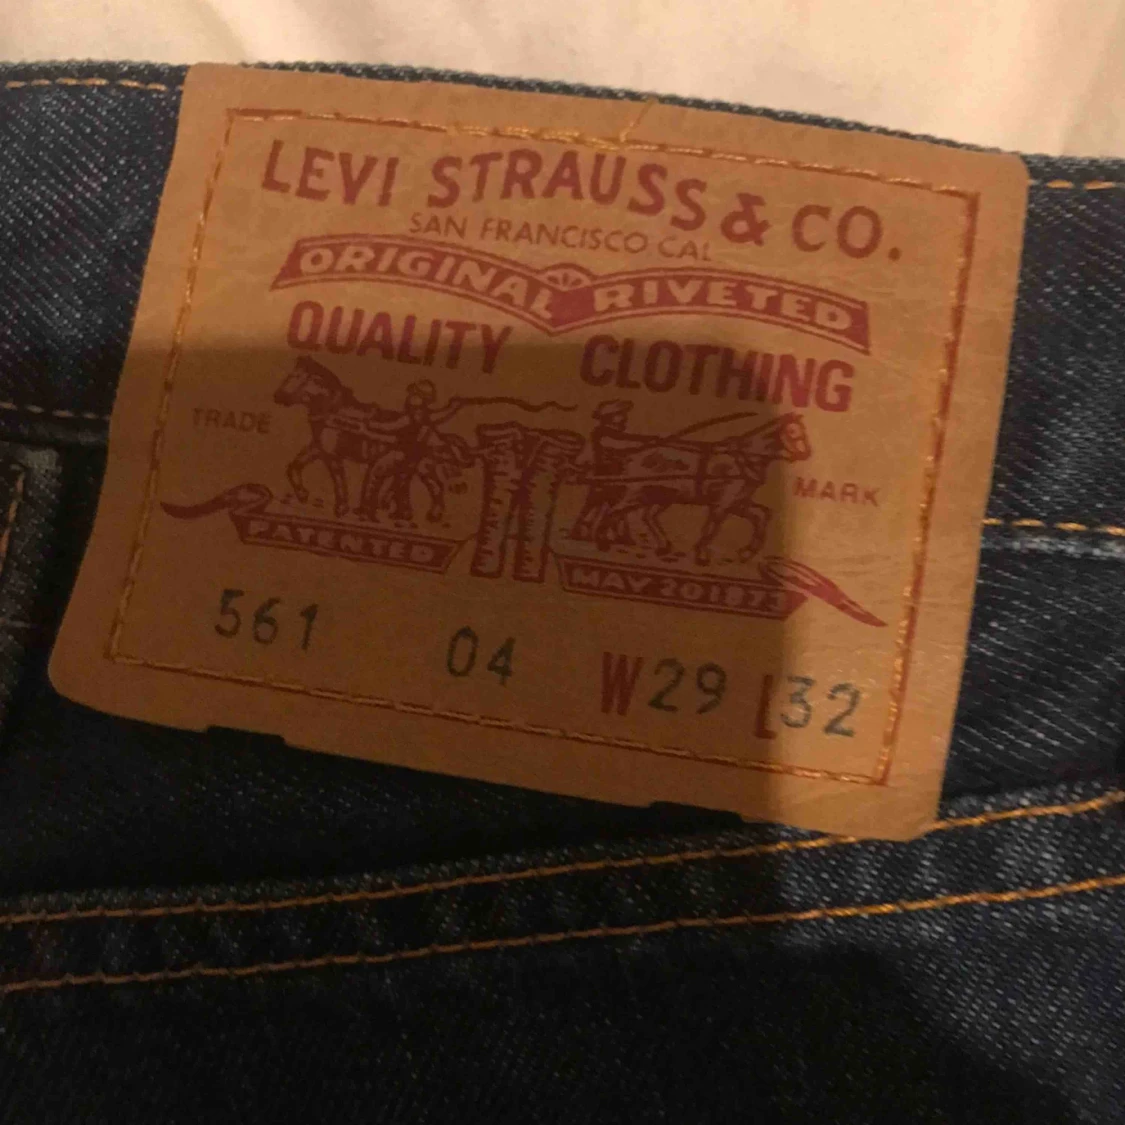 LEVI STRAUSS & CO.
SAN FRANCISCO CAL
ORIGINAL RIVETED
QUALITY CLOTHING
TRADE MARK
PATENTED MAY 20 1873
561 04 W29 L32